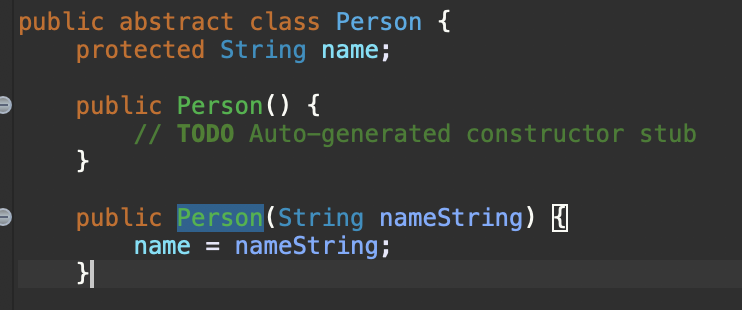 public abstract class Person {
protected String name;
public Person() {
// TODO Auto-generated constructor stub
}
public Person(String nameString) {
name = nameString;
}